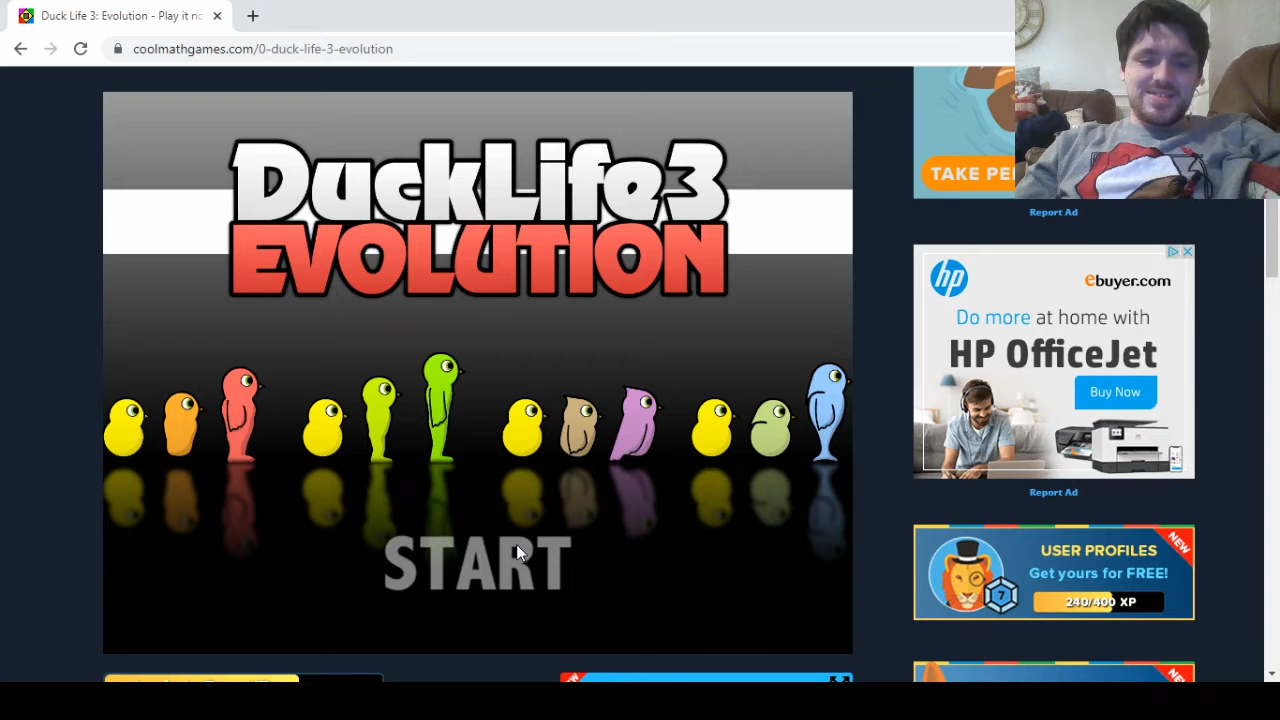 Duck Life 3: Evolution - Play it no
coolmathgames.com/0-duck-life-3-evolution
DuckLife3
EVOLUTION
START
TAKE PE
Report Ad
hp
ebuyer.com
Do more at home with
HP OfficeJet
Buy Now
Report Ad
NEW
USER PROFILES
Get yours for FREE!
7
240/400 XP
NEW